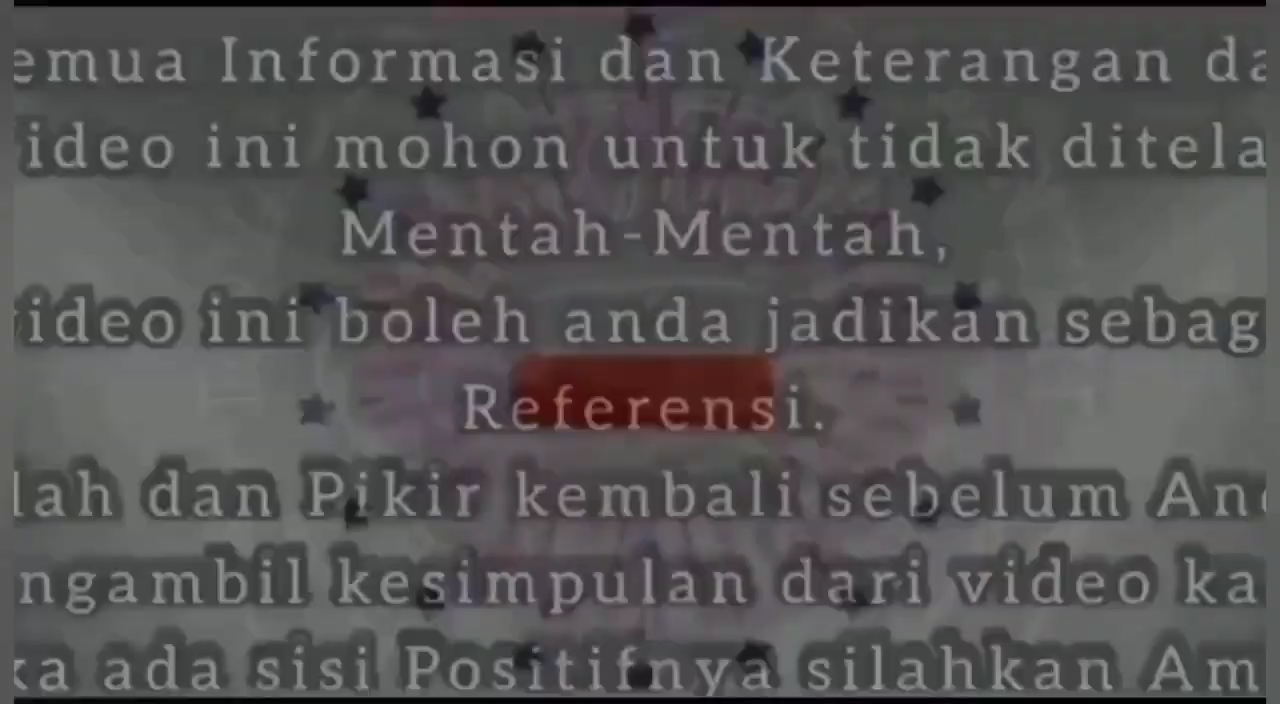 emua Informasi dan Keterangan da
ideo ini mohon untuk tidak ditela
Mentah-Mentah,
ideo ini boleh anda jadikan sebag
Referensi.
lah dan Pikir kembali sebelum And
ngambil kesimpulan dari video ka
ka ada sisi Positifnya silahkan Am